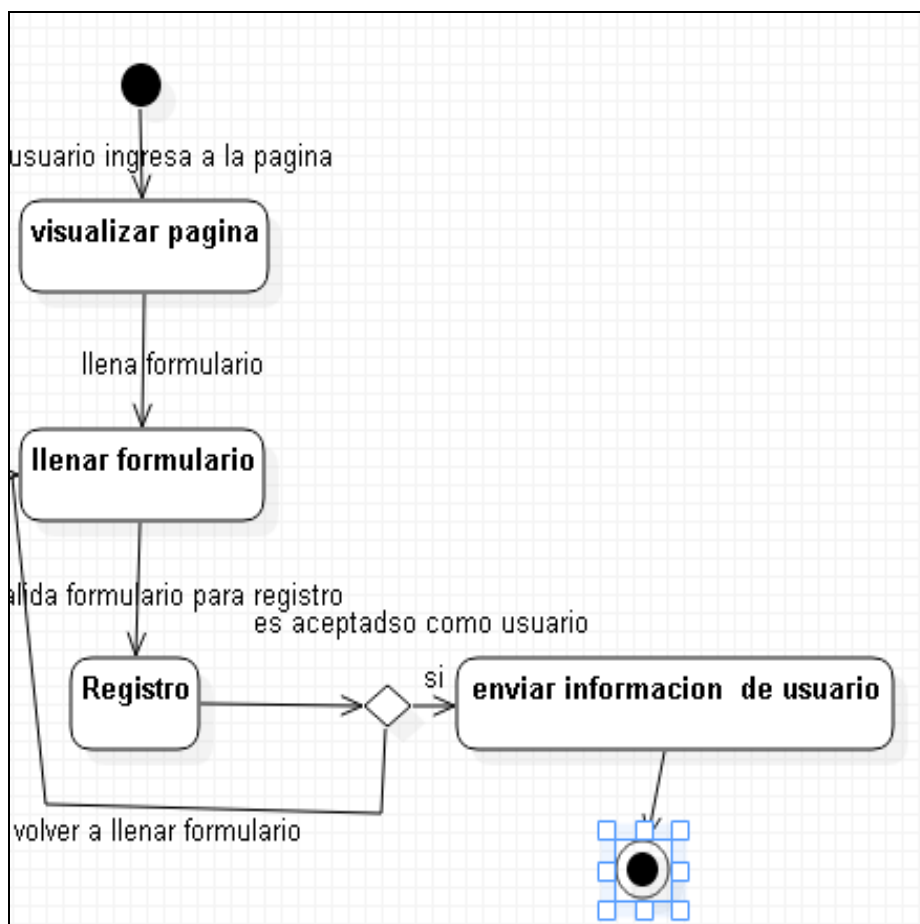 usuario ingresa a la pagina
visualizar pagina
llena formulario
llenar formulario
alida formulario para registro
es aceptadso como usuario
Registro
si
enviar informacion de usuario
volver a llenar formulario